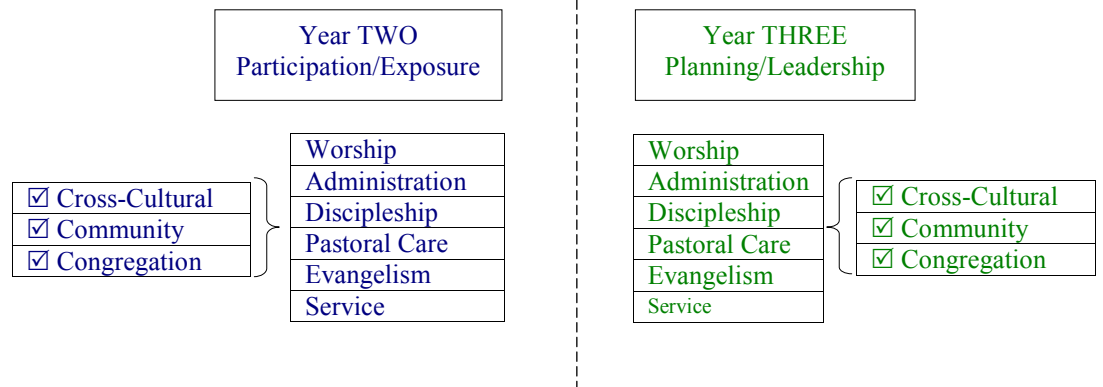 Year TWO
Participation/Exposure
Worship
Administration
Discipleship
Pastoral Care
Evangelism
Service
☑ Cross-Cultural
☑ Community
☑ Congregation
Year THREE
Planning/Leadership
Worship
Administration
Discipleship
Pastoral Care
Evangelism
Service
☑ Cross-Cultural
☑ Community
☑ Congregation